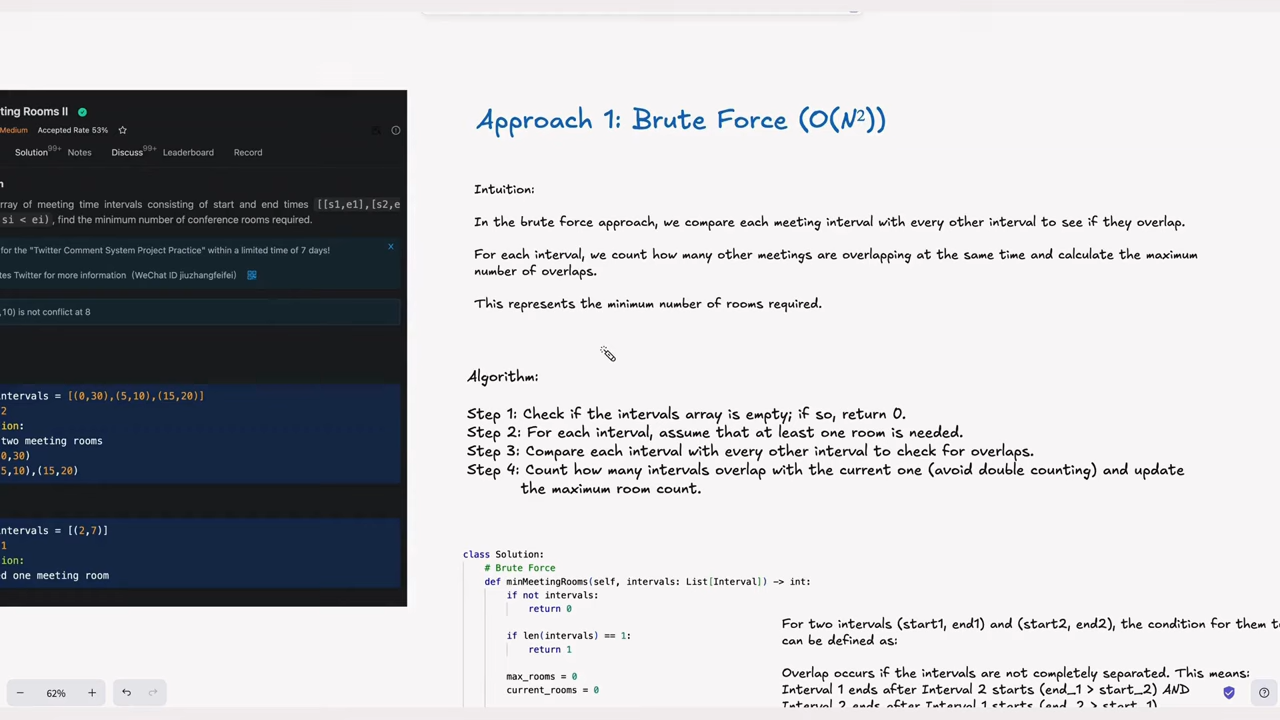 ting Rooms II
Medium Accepted Rate 53%
Solution 99+ Notes Discuss 99+ Leaderboard Record
n
rray of meeting time intervals consisting of start and end times [[s1,e1],[s2,e
si < ei), find the minimum number of conference rooms required.
for the "Twitter Comment System Project Practice" within a limited time of 7 days!
x
tes Twitter for more information (WeChat ID jiuzhangfeifei)
,10) is not conflict at 8
ntervals = [(0,30),(5,10),(15,20)]
2
ion:
two meeting rooms
0,30)
5,10),(15,20)
ntervals = [(2,7)]
1
ion:
d one meeting room
Approach 1: Brute Force (O(N²))
Intuition:
In the brute force approach, we compare each meeting interval with every other interval to see if they overlap.
For each interval, we count how many other meetings are overlapping at the same time and calculate the maximum
number of overlaps.
This represents the minimum number of rooms required.
Algorithm:
Step 1: Check if the intervals array is empty; if so, return 0.
Step 2: For each interval, assume that at least one room is needed.
Step 3: Compare each interval with every other interval to check for overlaps.
Step 4: Count how many intervals overlap with the current one (avoid double counting) and update
the maximum room count.
class Solution:
# Brute Force
def minMeetingRooms(self, intervals: List[Interval]) -> int:
if not intervals:
return 0
if len(intervals) == 1:
return 1
max_rooms = 0
current_rooms = 0
For two intervals (start1, end1) and (start2, end2), the condition for them t
can be defined as:
Overlap occurs if the intervals are not completely separated. This means:
Interval 1 ends after Interval 2 starts (end_1 > start_2) AND
Interval 2 ends after Interval 1 starts (end_2 > start_1)
− 62% +